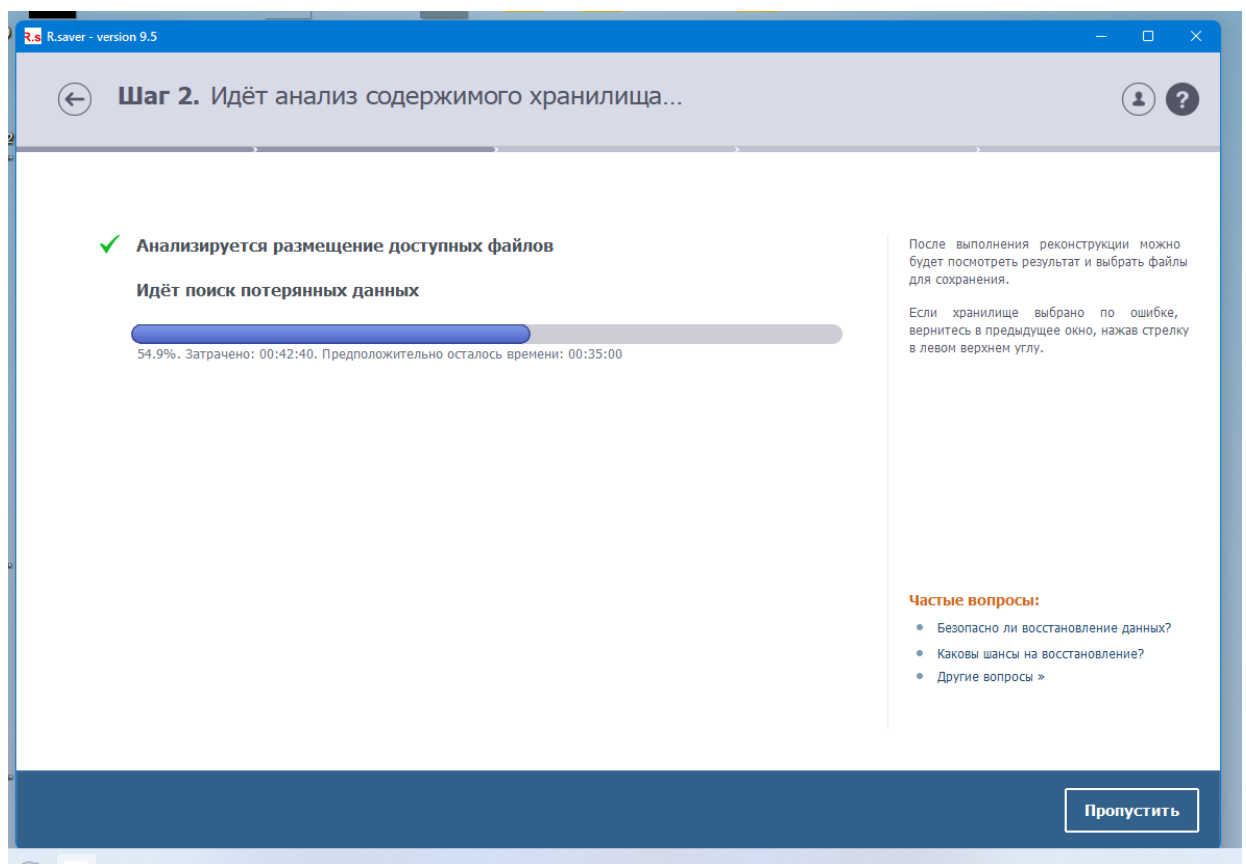 R.s R.saver - version 9.5
Шаг 2. Идёт анализ содержимого хранилища...
?
Анализируется размещение доступных файлов
Идёт поиск потерянных данных
54.9%. Затрачено: 00:42:40. Предположительно осталось времени: 00:35:00
После выполнения реконструкции можно
будет посмотреть результат и выбрать файлы
для сохранения.
Если хранилище выбрано по ошибке,
вернитесь в предыдущее окно, нажав стрелку
в левом верхнем углу.
Частые вопросы:
Безопасно ли восстановление данных?
Каковы шансы на восстановление?
Другие вопросы »
Пропустить